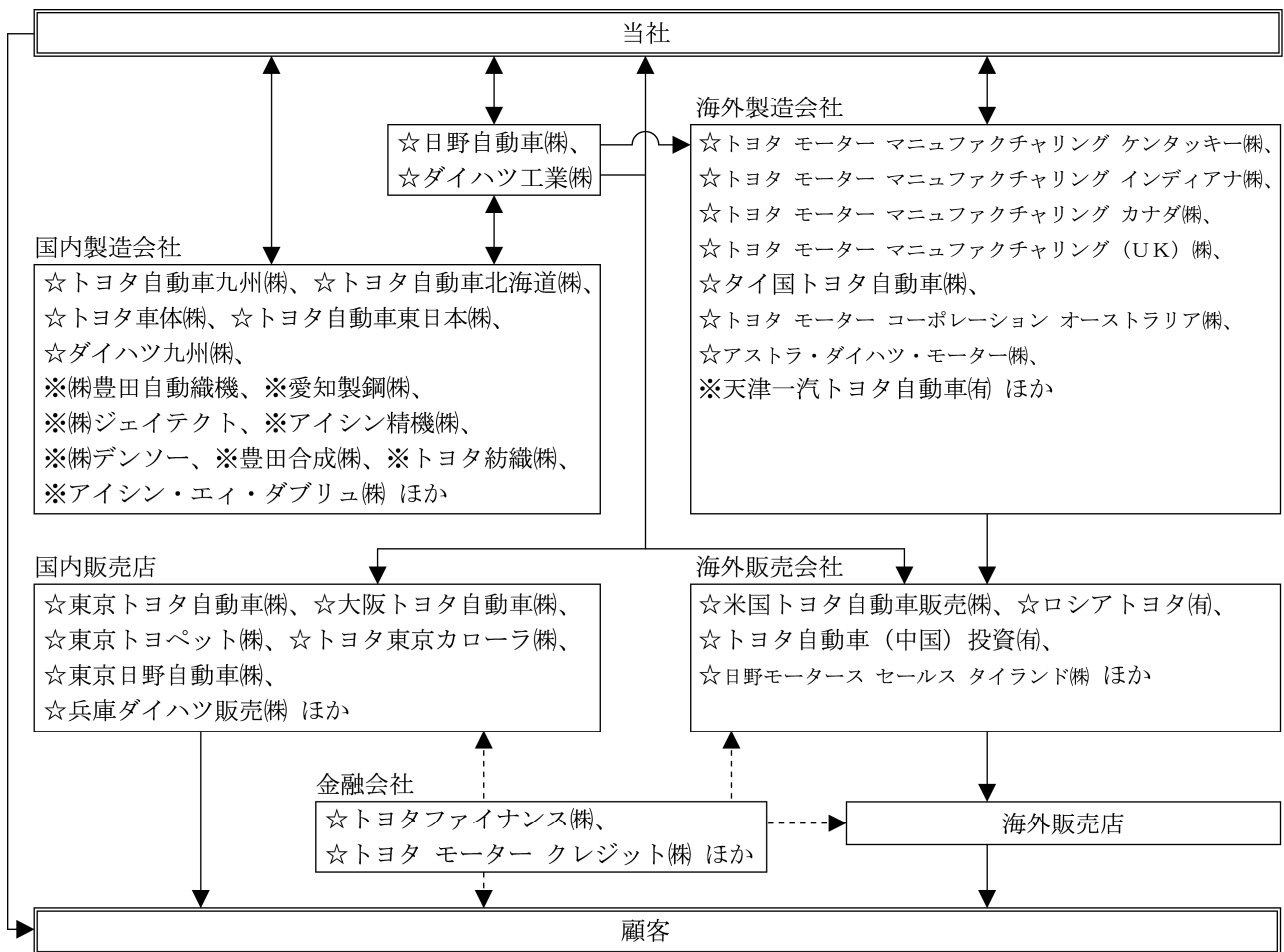 当社
☆日野自動車㈱、
☆ダイハツ工業㈱
海外製造会社
☆トヨタ モーター マニュファクチャリング ケンタッキー㈱、
☆トヨタ モーター マニュファクチャリング インディアナ㈱、
☆トヨタ モーター マニュファクチャリング カナダ㈱、
☆トヨタ モーター マニュファクチャリング（ＵＫ）㈱、
☆タイ国トヨタ自動車㈱、
☆トヨタ モーター コーポレーション オーストラリア㈱、
☆アストラ・ダイハツ・モーター㈱、
※天津一汽トヨタ自動車㈲ ほか
国内製造会社
☆トヨタ自動車九州㈱、☆トヨタ自動車北海道㈱、
☆トヨタ車体㈱、☆トヨタ自動車東日本㈱、
☆ダイハツ九州㈱、
※㈱豊田自動織機、※愛知製鋼㈱、
※㈱ジェイテクト、※アイシン精機㈱、
※㈱デンソー、※豊田合成㈱、※トヨタ紡織㈱、
※アイシン・エィ・ダブリュ㈱ ほか
国内販売店
☆東京トヨタ自動車㈱、☆大阪トヨタ自動車㈱、
☆東京トヨペット㈱、☆トヨタ東京カローラ㈱、
☆東京日野自動車㈱、
☆兵庫ダイハツ販売㈱ ほか
海外販売会社
☆米国トヨタ自動車販売㈱、☆ロシアトヨタ㈲、
☆トヨタ自動車（中国）投資㈲、
☆日野モータース セールス タイランド㈱ ほか
金融会社
☆トヨタファイナンス㈱、
☆トヨタ モーター クレジット㈱ ほか
海外販売店
顧客